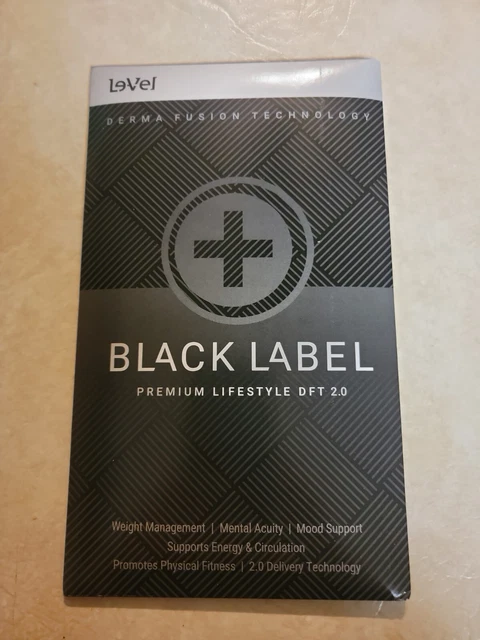 LeVel
DERMA FUSION TECHNOLOGY
BLACK LABEL
PREMIUM LIFESTYLE DFT 2.0
Weight Management | Mental Acuity | Mood Support
Supports Energy & Circulation
Promotes Physical Fitness | 2.0 Delivery Technology